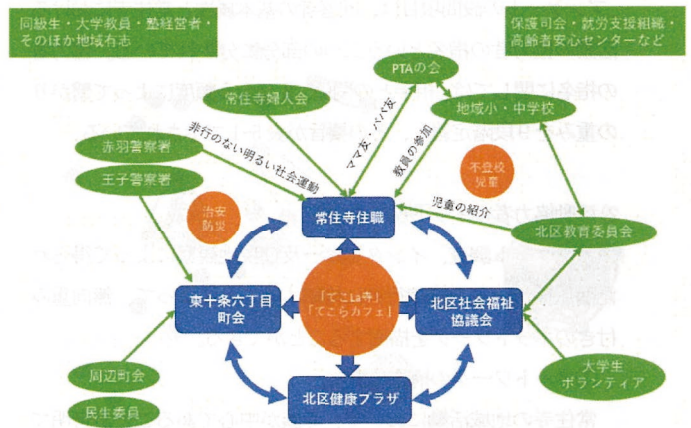 同級生・大学教員・塾経営者・
そのほか地域有志
保護司会・就労支援組織・
高齢者安心センターなど
PTAの会
常住寺婦人会
地域小・中学校
赤羽警察署
王子警察署
非行のない明るい社会運動
ママ友・パパ友
教員の参加
不登校
児童
治安
防災
常住寺住職
児童の紹介
北区教育委員会
東十条六丁目
町会
「てこLa寺」
「てこらカフェ」
北区社会福祉
協議会
周辺町会
民生委員
北区健康プラザ
大学生
ボランティア